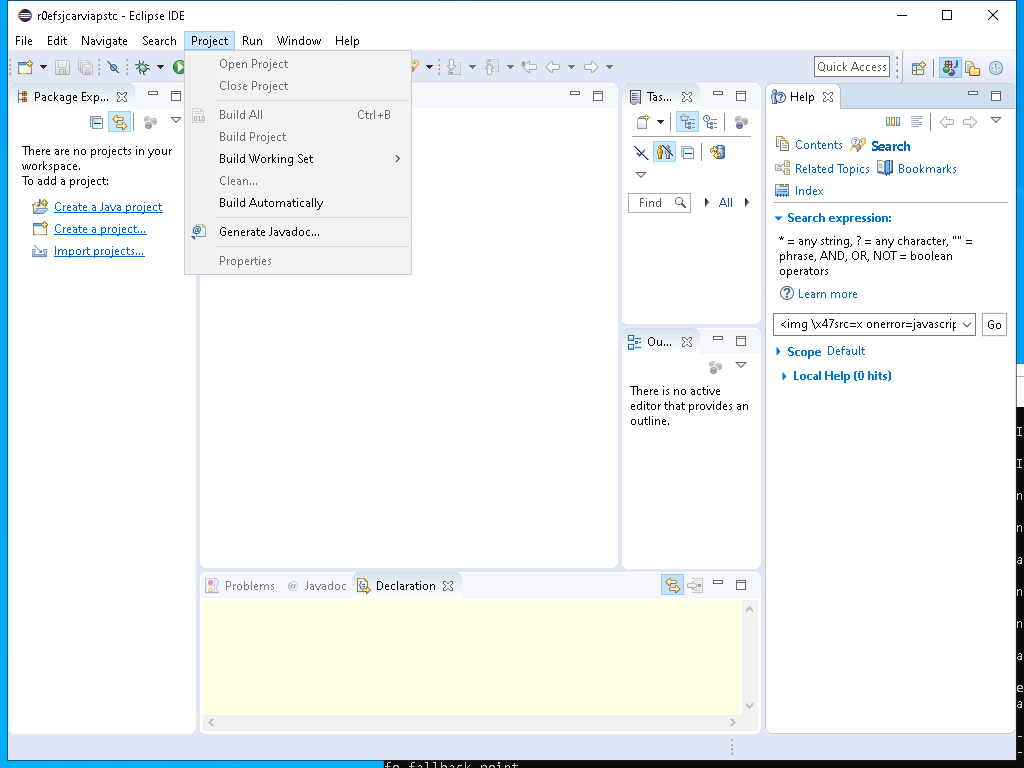 r0efsjcarviapstc - Eclipse IDE
File Edit Navigate Search Project Run Window Help
Quick Access
Open Project
Close Project
Build All Ctrl+B
Build Project
Build Working Set
Clean...
Build Automatically
Generate Javadoc...
Properties
Package Exp...
There are no projects in your
workspace.
To add a project:
Create a Java project
Create a project...
Import projects...
Tas...
Find All
Ou...
There is no active
editor that provides an
outline.
Help
Contents Search
Related Topics Bookmarks
Index
Search expression:
* = any string, ? = any character, "" =
phrase, AND, OR, NOT = boolean
operators
Learn more
<img \x47src=x onerror=javascrip Go
Scope Default
Local Help (0 hits)
Problems @ Javadoc Declaration